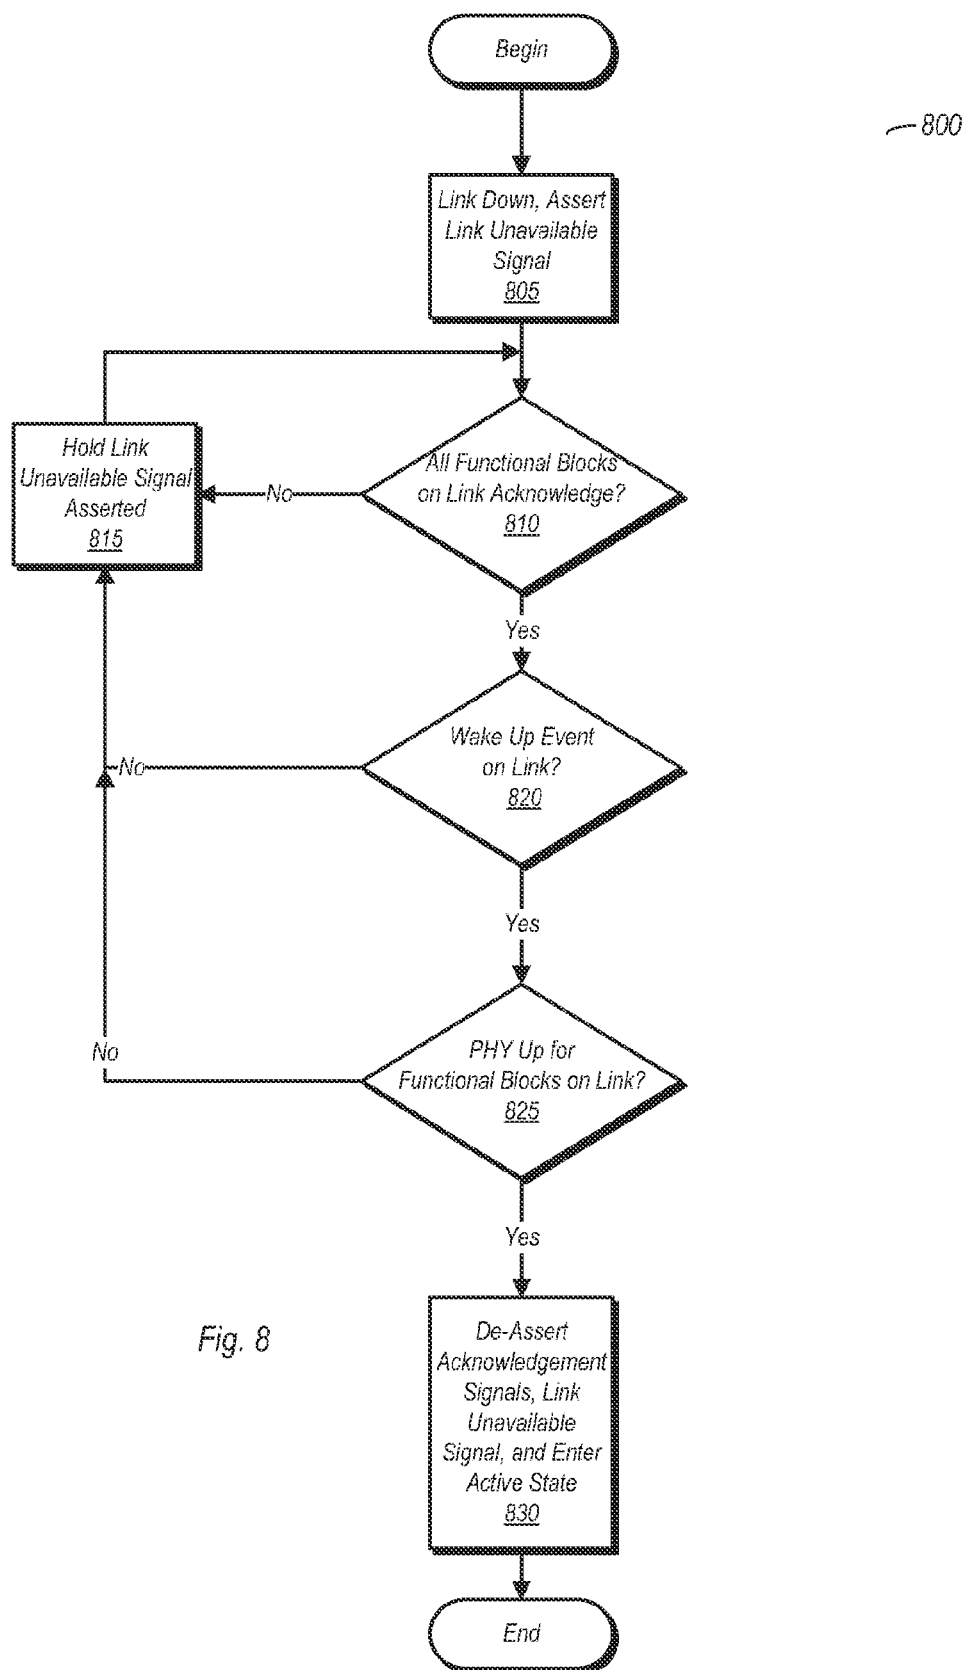 Begin
800
Link Down, Assert
Link Unavailable
Signal
805
Hold Link
Unavailable Signal
Asserted
815
No
All Functional Blocks
on Link Acknowledge?
810
Yes
Wake Up Event
on Link?
820
No
Yes
PHY Up for
Functional Blocks on Link?
825
No
Yes
De-Assert
Acknowledgement
Signals, Link
Unavailable
Signal, and Enter
Active State
830
Fig. 8
End